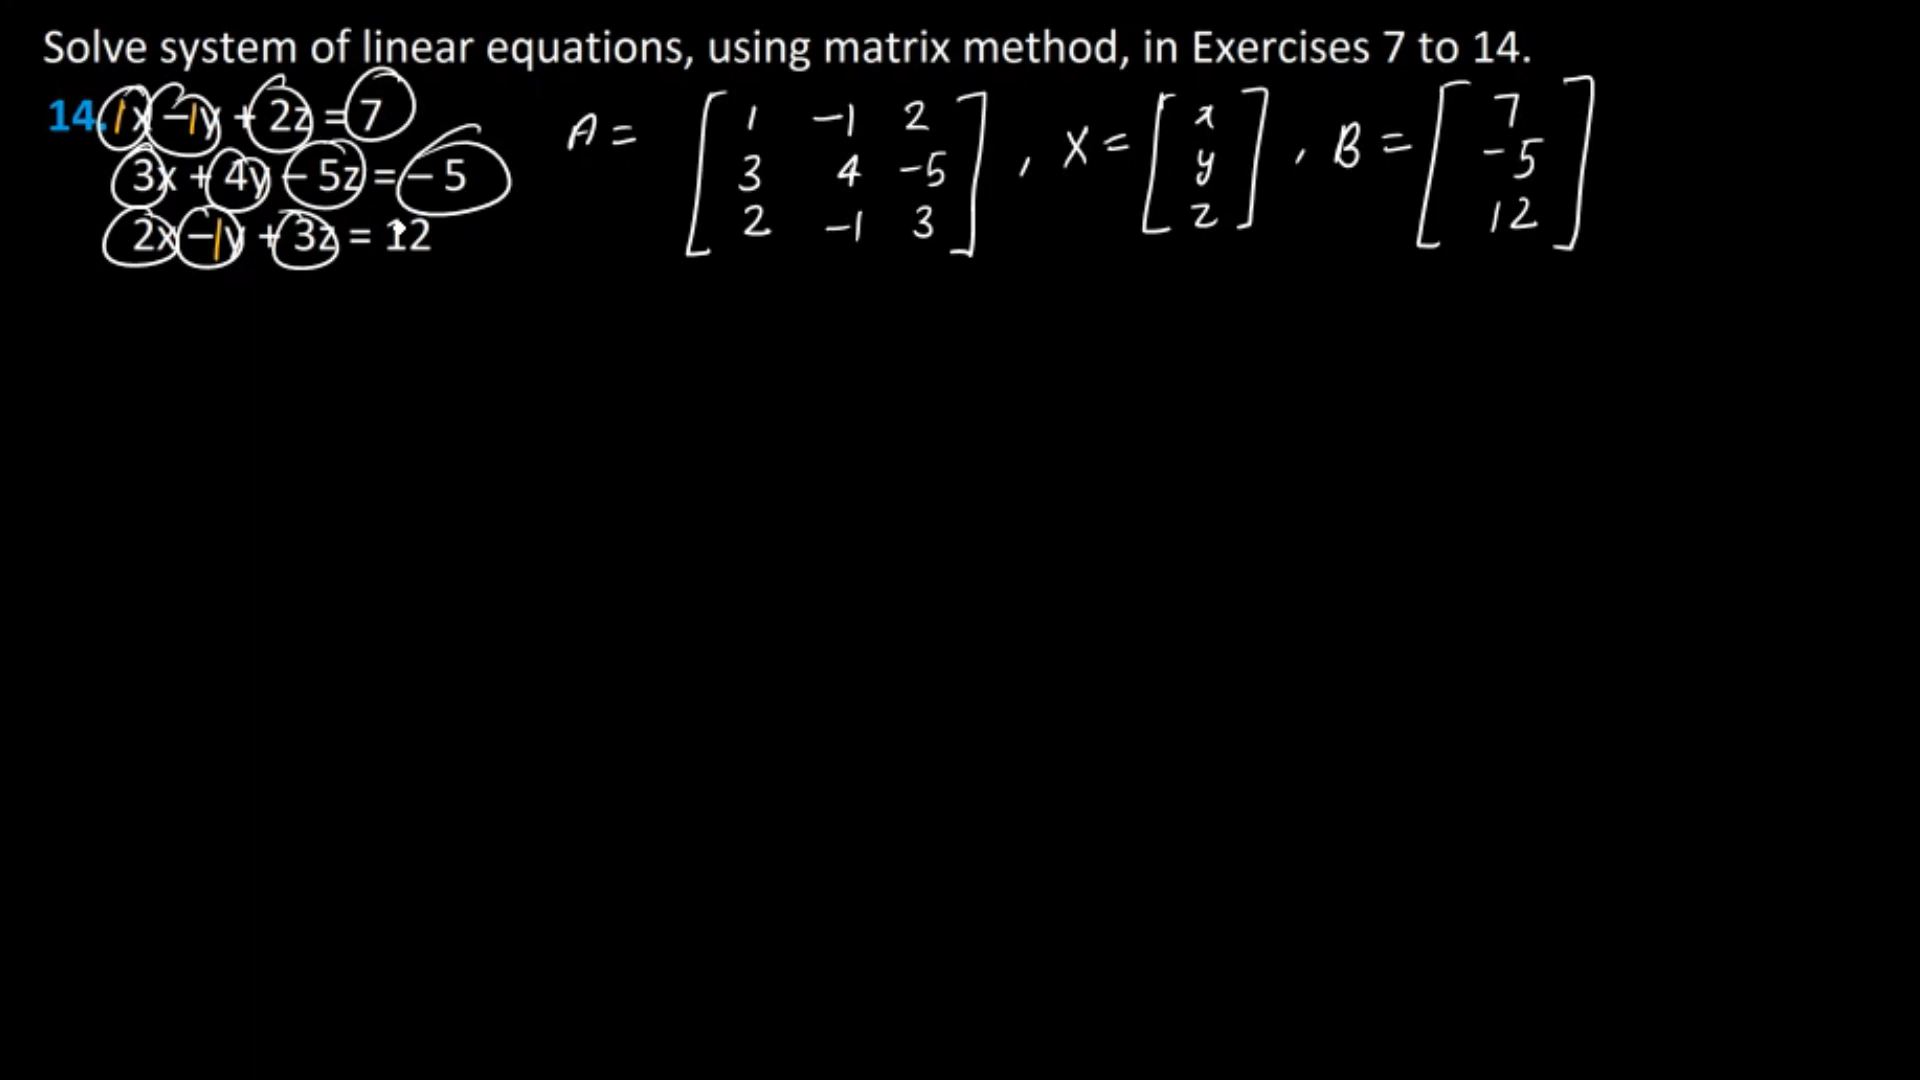 Solve system of linear equations, using matrix method, in Exercises 7 to 14.
14. 1x – 1y + 2z = 7
3x + 4y – 5z = – 5
2x – 1y + 3z = 12
A = [ 1 -1 2
3 4 -5
2 -1 3 ] , X = [ x
y
z ] , B = [ 7
-5
12 ]